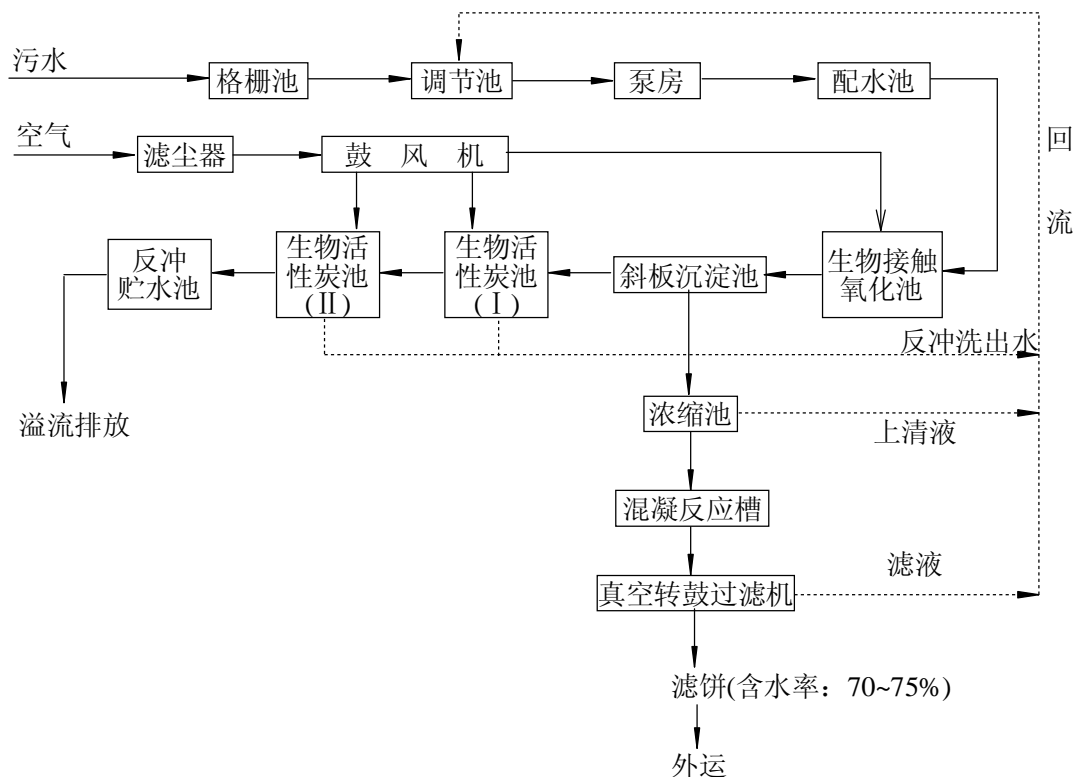 污水
格栅池
调节池
泵房
配水池
空气
滤尘器
鼓 风 机
回
流
反冲
贮水池
生物活
性炭池
(Ⅱ)
生物活
性炭池
(Ⅰ)
斜板沉淀池
生物接触
氧化池
反冲洗出水
溢流排放
浓缩池
上清液
混凝反应槽
滤液
真空转鼓过滤机
滤饼(含水率：70~75%)
外运